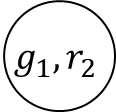 g₁, r₂